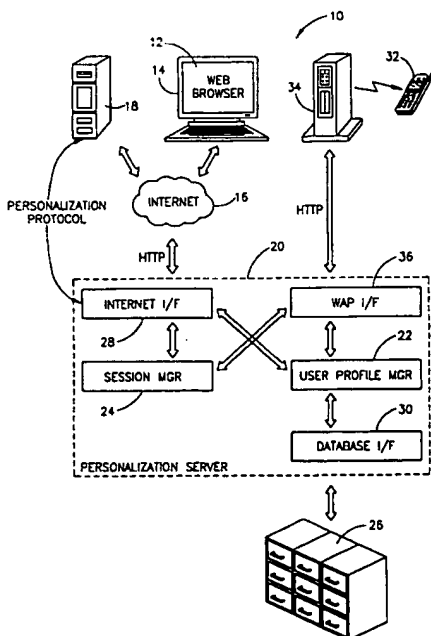 10
12
14
WEB
BROWSER
18
34
32
PERSONALIZATION
PROTOCOL
INTERNET
16
HTTP
HTTP
20
36
INTERNET I/F
WAP I/F
28
22
SESSION MGR
USER PROFILE MGR
24
30
DATABASE I/F
PERSONALIZATION SERVER
26